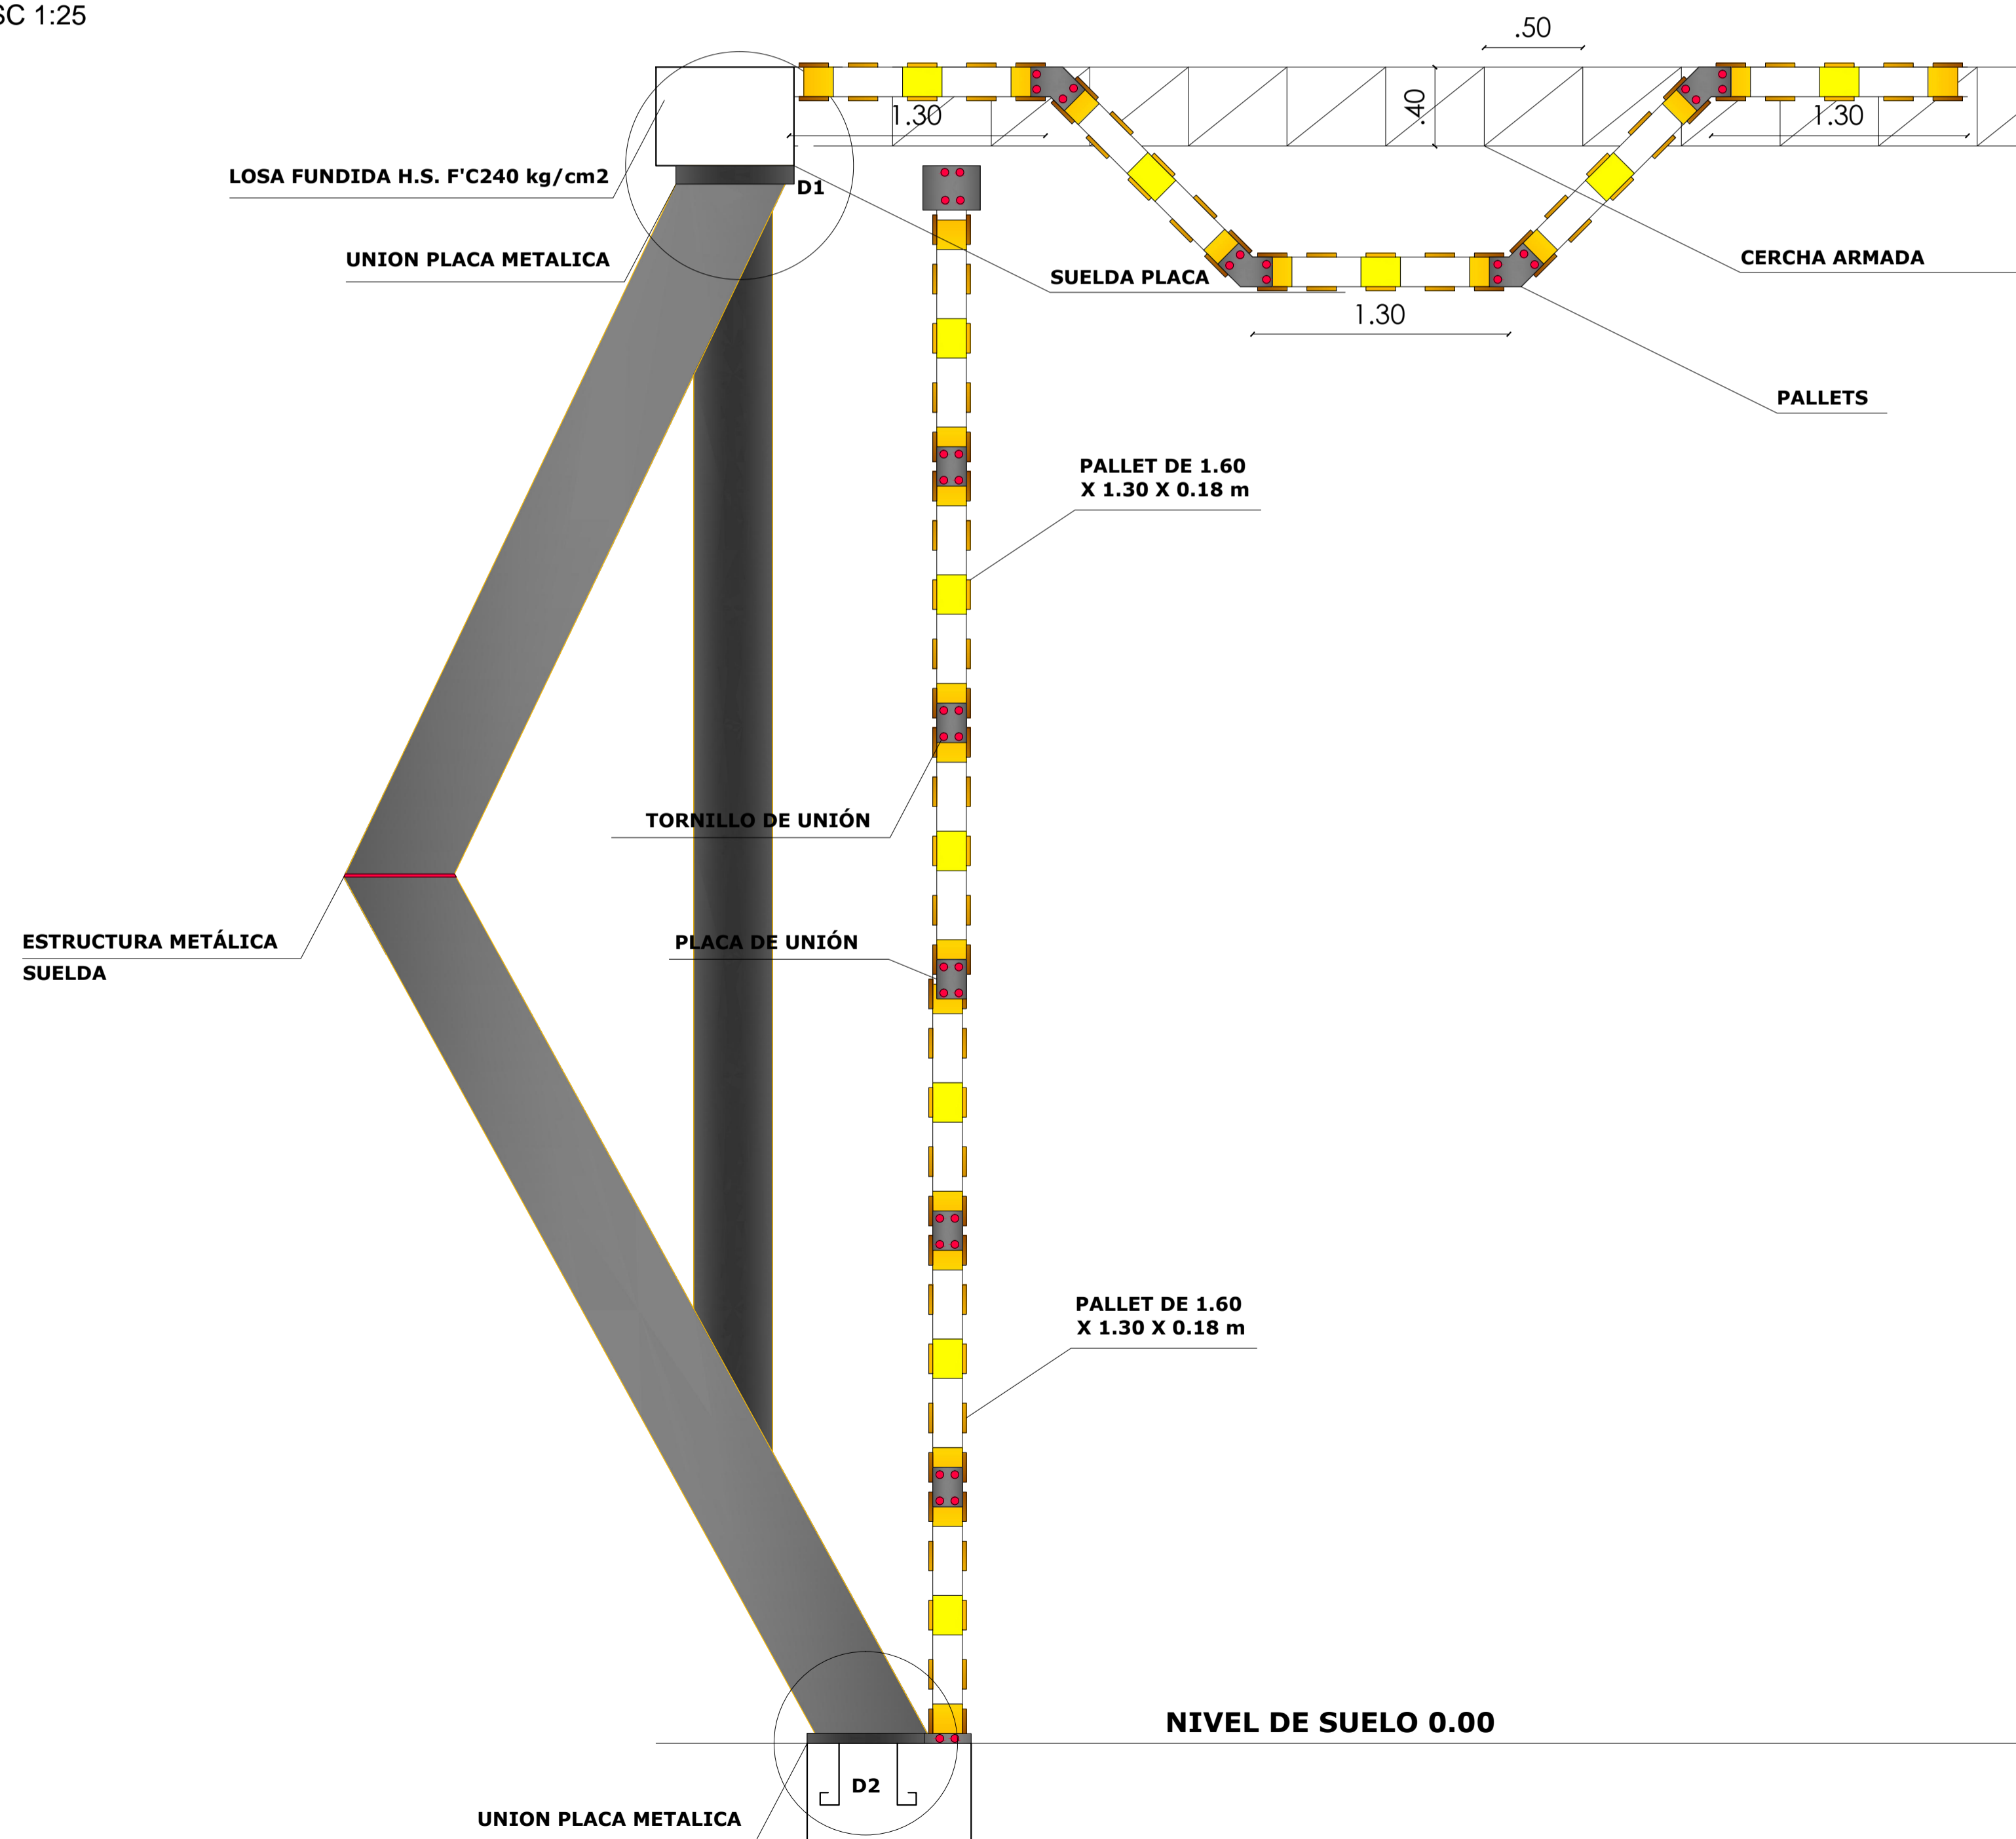 SC 1:25
.50
.40
1.30
1.30
LOSA FUNDIDA H.S. F'C240 kg/cm2
D1
UNION PLACA METALICA
SUELDA PLACA
CERCHA ARMADA
1.30
PALLETS
PALLET DE 1.60
X 1.30 X 0.18 m
TORNILLO DE UNIÓN
PLACA DE UNIÓN
ESTRUCTURA METÁLICA
SUELDA
PALLET DE 1.60
X 1.30 X 0.18 m
NIVEL DE SUELO 0.00
D2
UNION PLACA METALICA